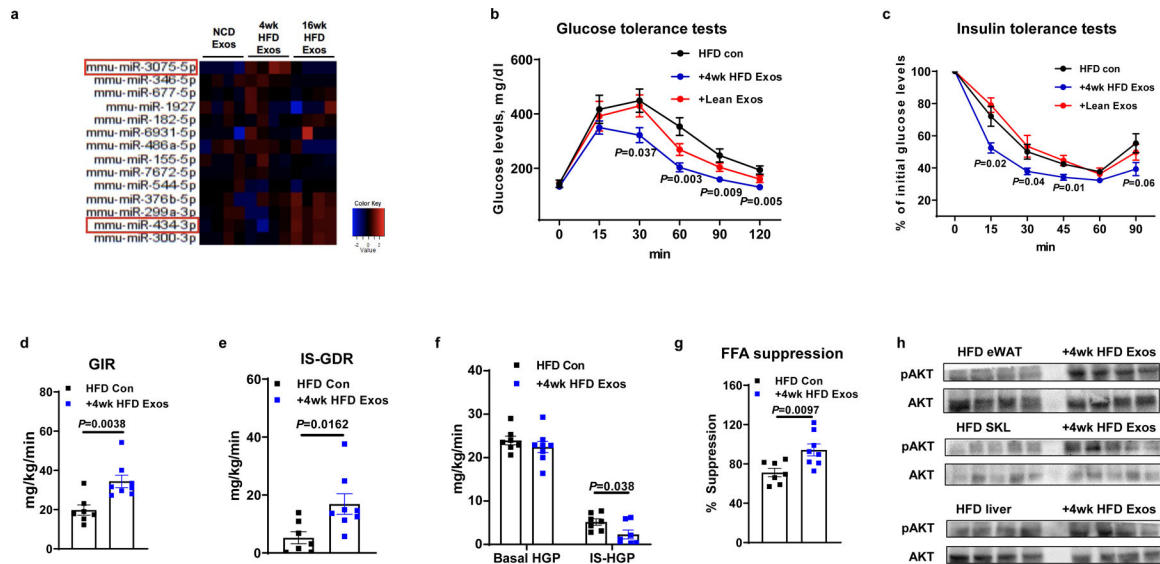 a
NCD Exos
4wk HFD Exos
16wk HFD Exos
mmu-miR-3075-5p
mmu-miR-346-5p
mmu-miR-677-5p
mmu-miR-1927
mmu-miR-182-5p
mmu-miR-6931-5p
mmu-miR-486a-5p
mmu-miR-155-5p
mmu-miR-7672-5p
mmu-miR-544-5p
mmu-miR-376b-5p
mmu-miR-299a-3p
mmu-miR-434-3p
mmu-miR-300-3p
Color Key
-2 0 2
Value
b
Glucose tolerance tests
HFD con
+4wk HFD Exos
+Lean Exos
Glucose levels, mg/dl
600
400
200
0
P=0.037
P=0.003
P=0.009
P=0.005
0 15 30 60 90 120
min
c
Insulin tolerance tests
HFD con
+4wk HFD Exos
+Lean Exos
% of initial glucose levels
100
80
60
40
20
0
P=0.02
P=0.04
P=0.01
P=0.06
0 15 30 45 60 90
min
d
GIR
HFD Con
+4wk HFD Exos
P=0.0038
mg/kg/min
80
60
40
20
0
e
IS-GDR
HFD Con
+4wk HFD Exos
P=0.0162
mg/kg/min
60
40
20
0
f
HFD Con
+4wk HFD Exos
mg/kg/min
40
30
20
10
0
P=0.038
Basal HGP IS-HGP
g
FFA suppression
HFD Con
+4wk HFD Exos
P=0.0097
% Suppression
160
120
80
40
0
h
HFD eWAT +4wk HFD Exos
pAKT
AKT
HFD SKL +4wk HFD Exos
pAKT
AKT
HFD liver +4wk HFD Exos
pAKT
AKT